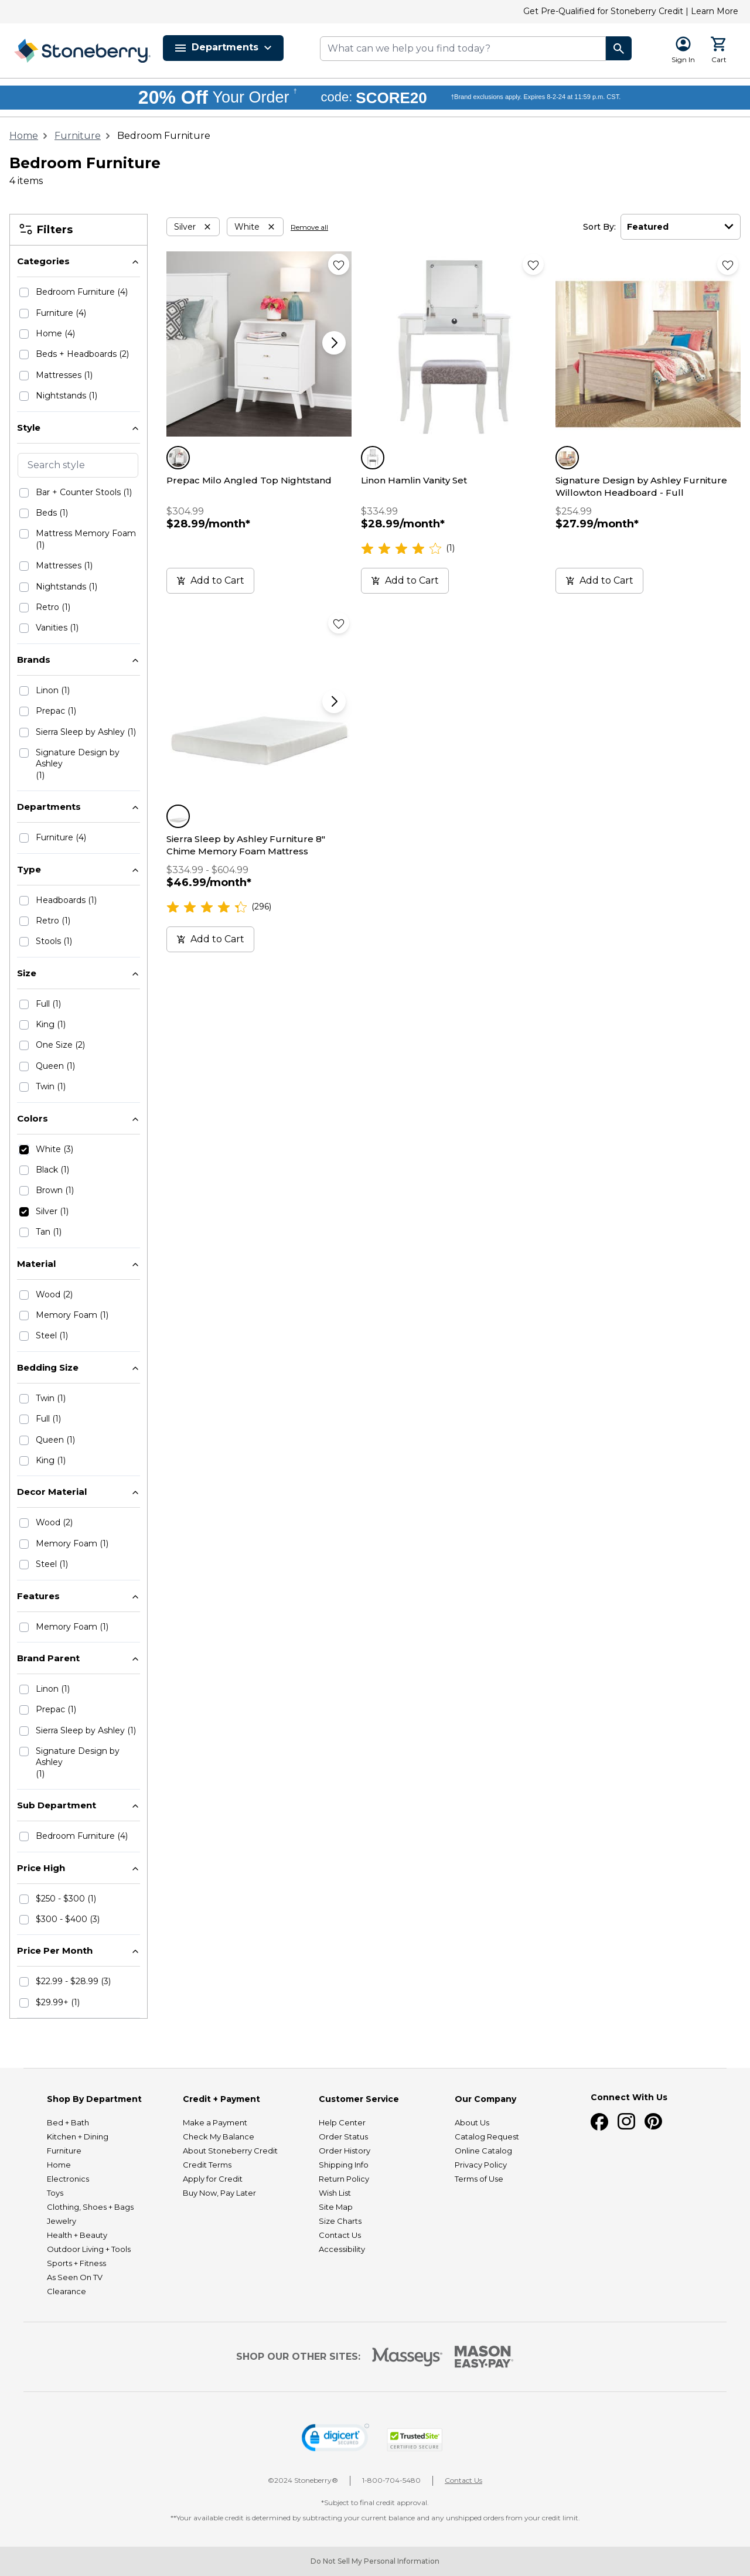 Get Pre-Qualified for Stoneberry Credit | Learn More
Stoneberry.
Departments
What can we help you find today?
Sign In
Cart
20% Off Your Order † code: SCORE20 †Brand exclusions apply. Expires 8-2-24 at 11:59 p.m. CST.
Home > Furniture > Bedroom Furniture
Bedroom Furniture
4 items
Filters
Categories
Bedroom Furniture (4)
Furniture (4)
Home (4)
Beds + Headboards (2)
Mattresses (1)
Nightstands (1)
Style
Search style
Bar + Counter Stools (1)
Beds (1)
Mattress Memory Foam
(1)
Mattresses (1)
Nightstands (1)
Retro (1)
Vanities (1)
Brands
Linon (1)
Prepac (1)
Sierra Sleep by Ashley (1)
Signature Design by
Ashley
(1)
Departments
Furniture (4)
Type
Headboards (1)
Retro (1)
Stools (1)
Size
Full (1)
King (1)
One Size (2)
Queen (1)
Twin (1)
Colors
White (3)
Black (1)
Brown (1)
Silver (1)
Tan (1)
Material
Wood (2)
Memory Foam (1)
Steel (1)
Bedding Size
Twin (1)
Full (1)
Queen (1)
King (1)
Decor Material
Wood (2)
Memory Foam (1)
Steel (1)
Features
Memory Foam (1)
Brand Parent
Linon (1)
Prepac (1)
Sierra Sleep by Ashley (1)
Signature Design by
Ashley
(1)
Sub Department
Bedroom Furniture (4)
Price High
$250 - $300 (1)
$300 - $400 (3)
Price Per Month
$22.99 - $28.99 (3)
$29.99+ (1)
Silver
White
Remove all
Sort By:
Featured
Prepac Milo Angled Top Nightstand
$304.99
$28.99/month*
Add to Cart
Linon Hamlin Vanity Set
$334.99
$28.99/month*
(1)
Add to Cart
Signature Design by Ashley Furniture
Willowton Headboard - Full
$254.99
$27.99/month*
Add to Cart
Sierra Sleep by Ashley Furniture 8"
Chime Memory Foam Mattress
$334.99 - $604.99
$46.99/month*
(296)
Add to Cart
Shop By Department
Bed + Bath
Kitchen + Dining
Furniture
Home
Electronics
Toys
Clothing, Shoes + Bags
Jewelry
Health + Beauty
Outdoor Living + Tools
Sports + Fitness
As Seen On TV
Clearance
Credit + Payment
Make a Payment
Check My Balance
About Stoneberry Credit
Credit Terms
Apply for Credit
Buy Now, Pay Later
Customer Service
Help Center
Order Status
Order History
Shipping Info
Return Policy
Wish List
Site Map
Size Charts
Contact Us
Accessibility
Our Company
About Us
Catalog Request
Online Catalog
Privacy Policy
Terms of Use
Connect With Us
SHOP OUR OTHER SITES:
Masseys
MASON
EASY•PAY
digicert
SECURED
TrustedSite
CERTIFIED SECURE
©2024 Stoneberry®
1-800-704-5480
Contact Us
*Subject to final credit approval.
**Your available credit is determined by subtracting your current balance and any unshipped orders from your credit limit.
Do Not Sell My Personal Information